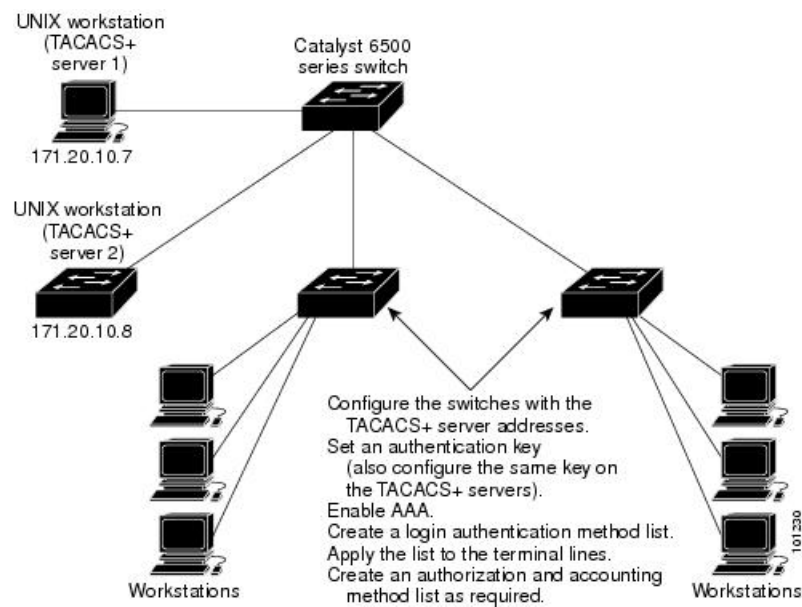 UNIX workstation
(TACACS+
server 1)
Catalyst 6500
series switch
171.20.10.7
UNIX workstation
(TACACS+
server 2)
171.20.10.8
Configure the switches with the
TACACS+ server addresses.
Set an authentication key
(also configure the same key on
the TACACS+ servers).
Enable AAA.
Create a login authentication method list.
Apply the list to the terminal lines.
Create an authorization and accounting
method list as required.
Workstations
Workstations
101230